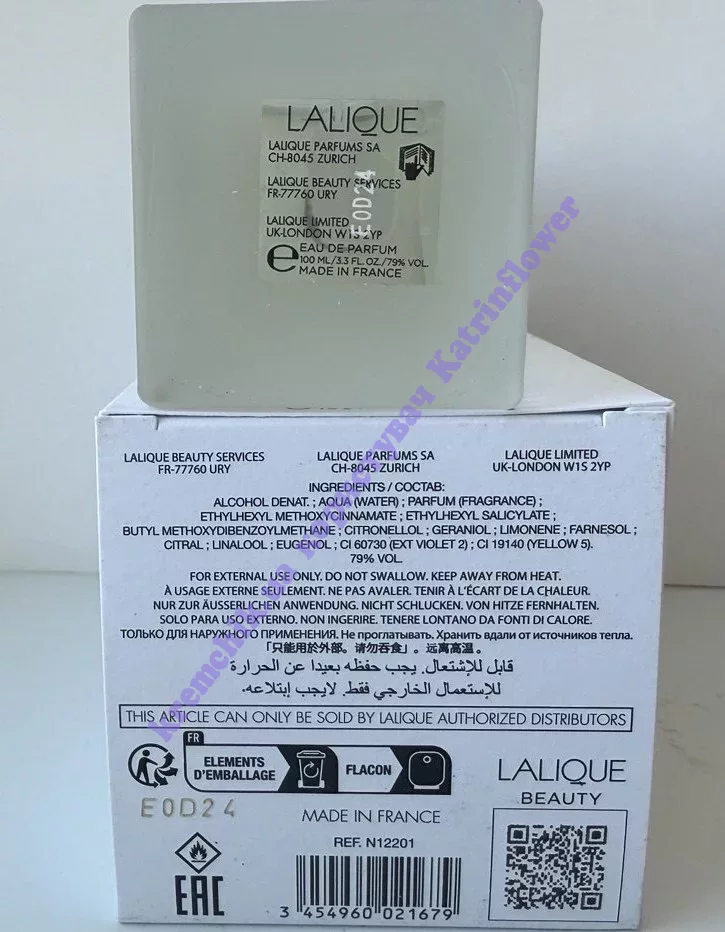 LALIQUE
LALIQUE PARFUMS SA
CH-8045 ZURICH
LALIQUE BEAUTY SERVICES
FR-77760 URY
LALIQUE LIMITED
UK-LONDON W1S 2YP
E0D24
e EAU DE PARFUM
100 ML/3.3 FL. OZ./79% VOL.
MADE IN FRANCE
Kremchik.ua Katrinflower
LALIQUE BEAUTY SERVICES
FR-77760 URY
LALIQUE PARFUMS SA
CH-8045 ZURICH
LALIQUE LIMITED
UK-LONDON W1S 2YP
INGREDIENTS / СОСТАВ:
ALCOHOL DENAT. ; AQUA (WATER) ; PARFUM (FRAGRANCE) ;
ETHYLHEXYL METHOXYCINNAMATE ; ETHYLHEXYL SALICYLATE ;
BUTYL METHOXYDIBENZOYLMETHANE ; CITRONELLOL ; GERANIOL ; LIMONENE ; FARNESOL ;
CITRAL ; LINALOOL ; EUGENOL ; CI 60730 (EXT VIOLET 2) ; CI 19140 (YELLOW 5).
79% VOL.
FOR EXTERNAL USE ONLY. DO NOT SWALLOW. KEEP AWAY FROM HEAT.
À USAGE EXTERNE SEULEMENT. NE PAS AVALER. TENIR À L'ÉCART DE LA CHALEUR.
NUR ZUR ÄUSSERLICHEN ANWENDUNG. NICHT SCHLUCKEN. VON HITZE FERNHALTEN.
SOLO PARA USO EXTERNO. NON INGERIRE. TENERE LONTANO DA FONTI DI CALORE.
ТОЛЬКО ДЛЯ НАРУЖНОГО ПРИМЕНЕНИЯ. Не проглатывать. Хранить вдали от источников тепла.
「只能用於外部。请勿吞食」。远离高温。
قابل للإشتعال. يجب حفظه بعيدا عن الحرارة
للإستعمال الخارجي فقط. لايجب إبتلاعه.
THIS ARTICLE CAN ONLY BE SOLD BY LALIQUE AUTHORIZED DISTRIBUTORS
FR
ELEMENTS
D'EMBALLAGE
FLACON
E0D24
MADE IN FRANCE
REF. N12201
LALIQUE
BEAUTY
EAC
3 454960 021679